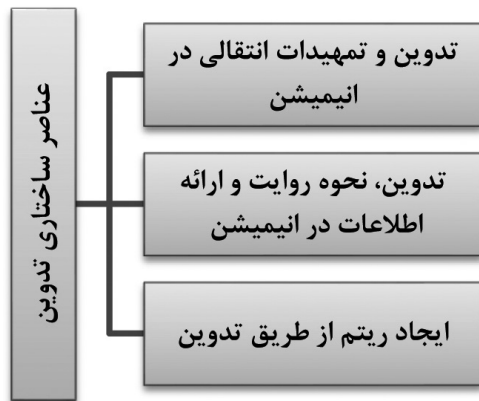 عناصر ساختاری تدوین
تدوین و تمهیدات انتقالی در
انیمیشن
تدوین، نحوه روایت و ارائه
اطلاعات در انیمیشن
ایجاد ریتم از طریق تدوین